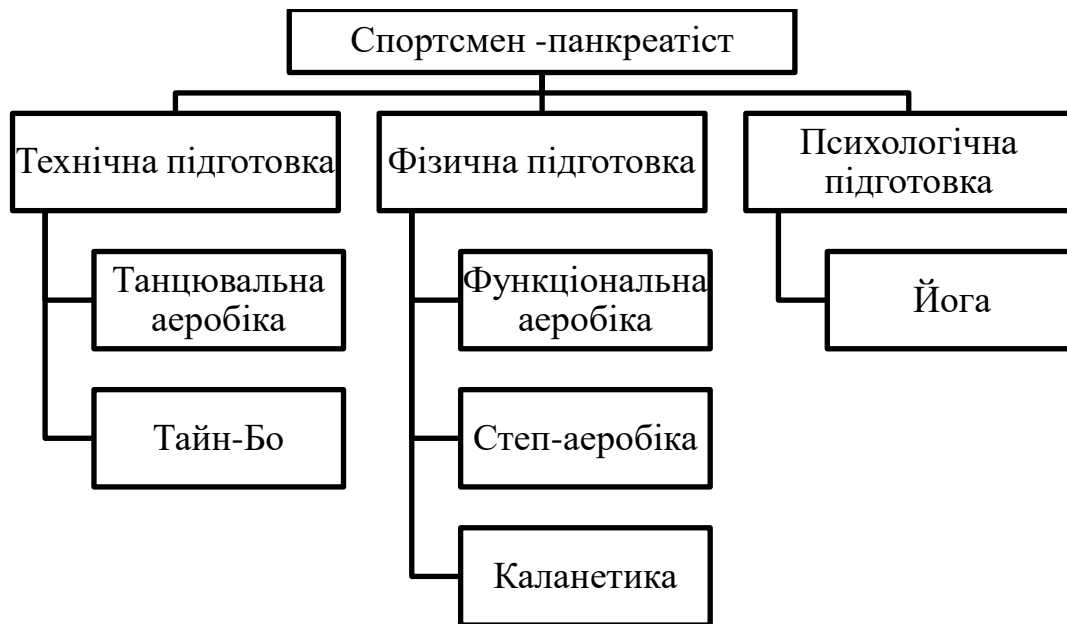 Спортсмен -панкреатіст
Технічна підготовка
Фізична підготовка
Психологічна
підготовка
Танцювальна
аеробіка
Функціональна
аеробіка
Йога
Тайн-Бо
Степ-аеробіка
Каланетика